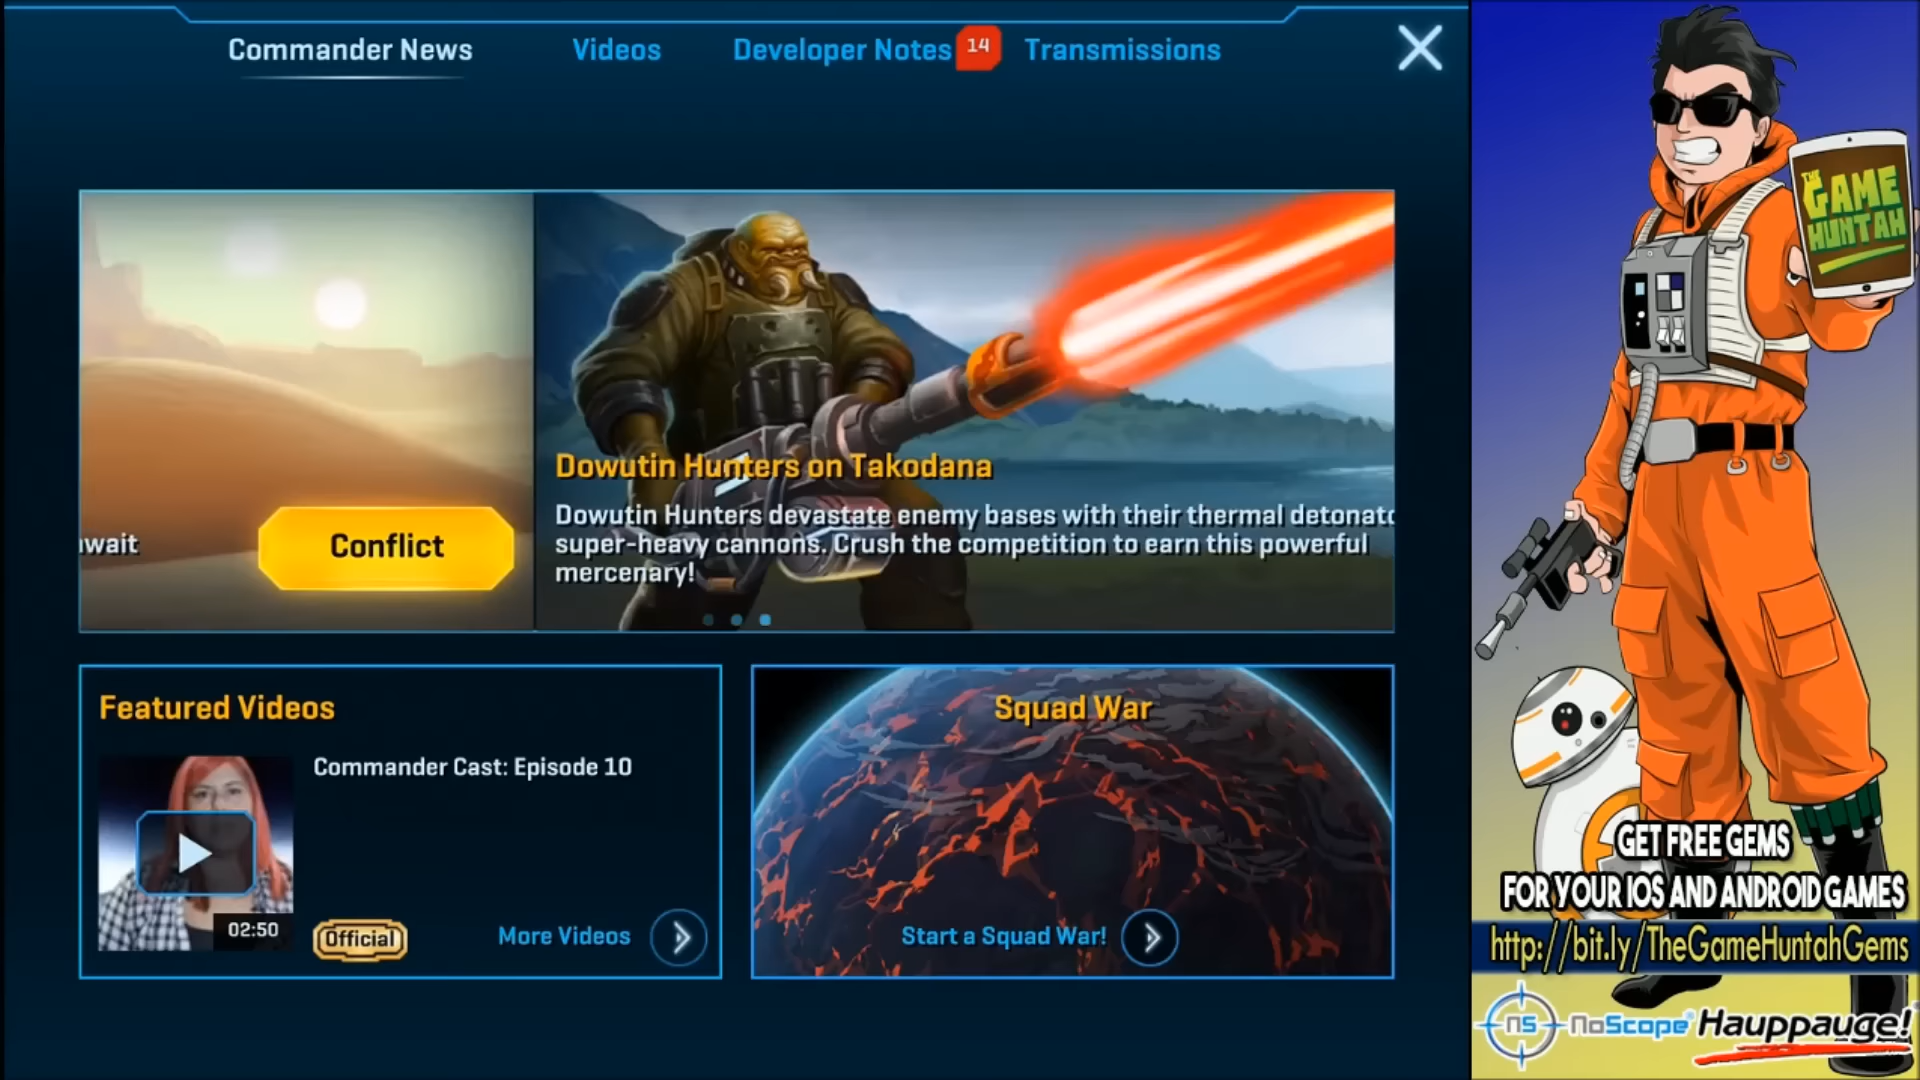 Commander News
Videos
Developer Notes
14
Transmissions
wait
Conflict
Dowutin Hunters on Takodana
Dowutin Hunters devastate enemy bases with their thermal detonato
super-heavy cannons. Crush the competition to earn this powerful
mercenary!
Featured Videos
Commander Cast: Episode 10
02:50
Official
More Videos
Squad War
Start a Squad War!
THE
GAME
HUNTAH
GET FREE GEMS
FOR YOUR IOS AND ANDROID GAMES
http://bit.ly/TheGameHuntahGems
NS
NoScope
Hauppauge!